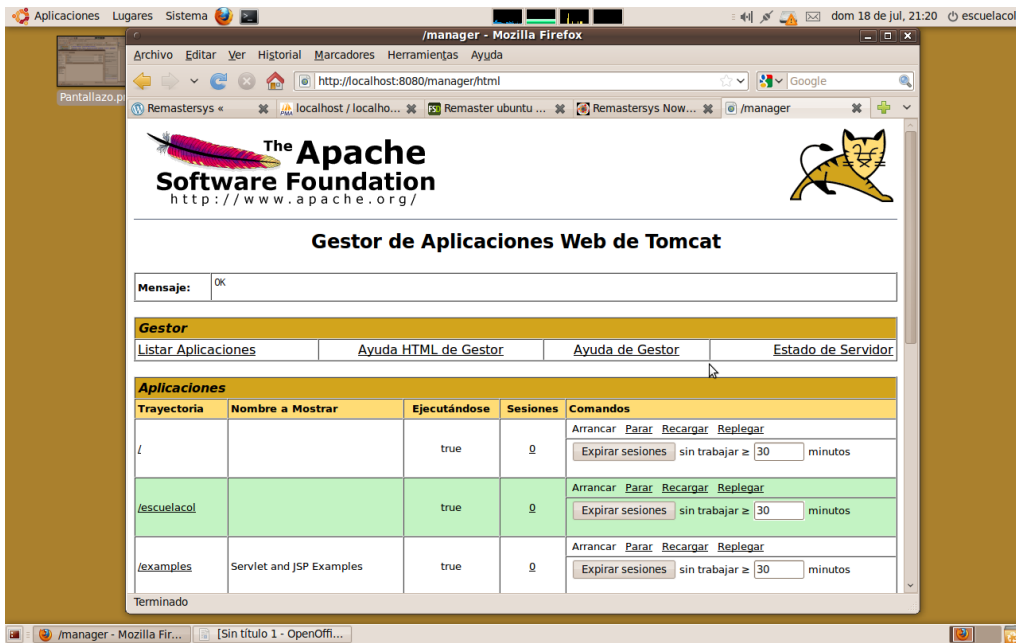 Aplicaciones Lugares Sistema dom 18 de jul, 21:20 escuelacol
/manager - Mozilla Firefox
Archivo Editar Ver Historial Marcadores Herramientas Ayuda
http://localhost:8080/manager/html Google
Remastersys « localhost / localho... Remaster ubuntu ... Remastersys Now... /manager
The Apache
Software Foundation
http://www.apache.org/
Gestor de Aplicaciones Web de Tomcat
Mensaje: OK
Gestor
Listar Aplicaciones Ayuda HTML de Gestor Ayuda de Gestor Estado de Servidor
Aplicaciones
Trayectoria Nombre a Mostrar Ejecutándose Sesiones Comandos
Arrancar Parar Recargar Replegar
/ true 0
Expirar sesiones sin trabajar ≥ 30 minutos
Arrancar Parar Recargar Replegar
/escuelacol true 0
Expirar sesiones sin trabajar ≥ 30 minutos
Arrancar Parar Recargar Replegar
/examples Servlet and JSP Examples true 0
Expirar sesiones sin trabajar ≥ 30 minutos
Terminado
/manager - Mozilla Fir... [Sin título 1 - OpenOffi...